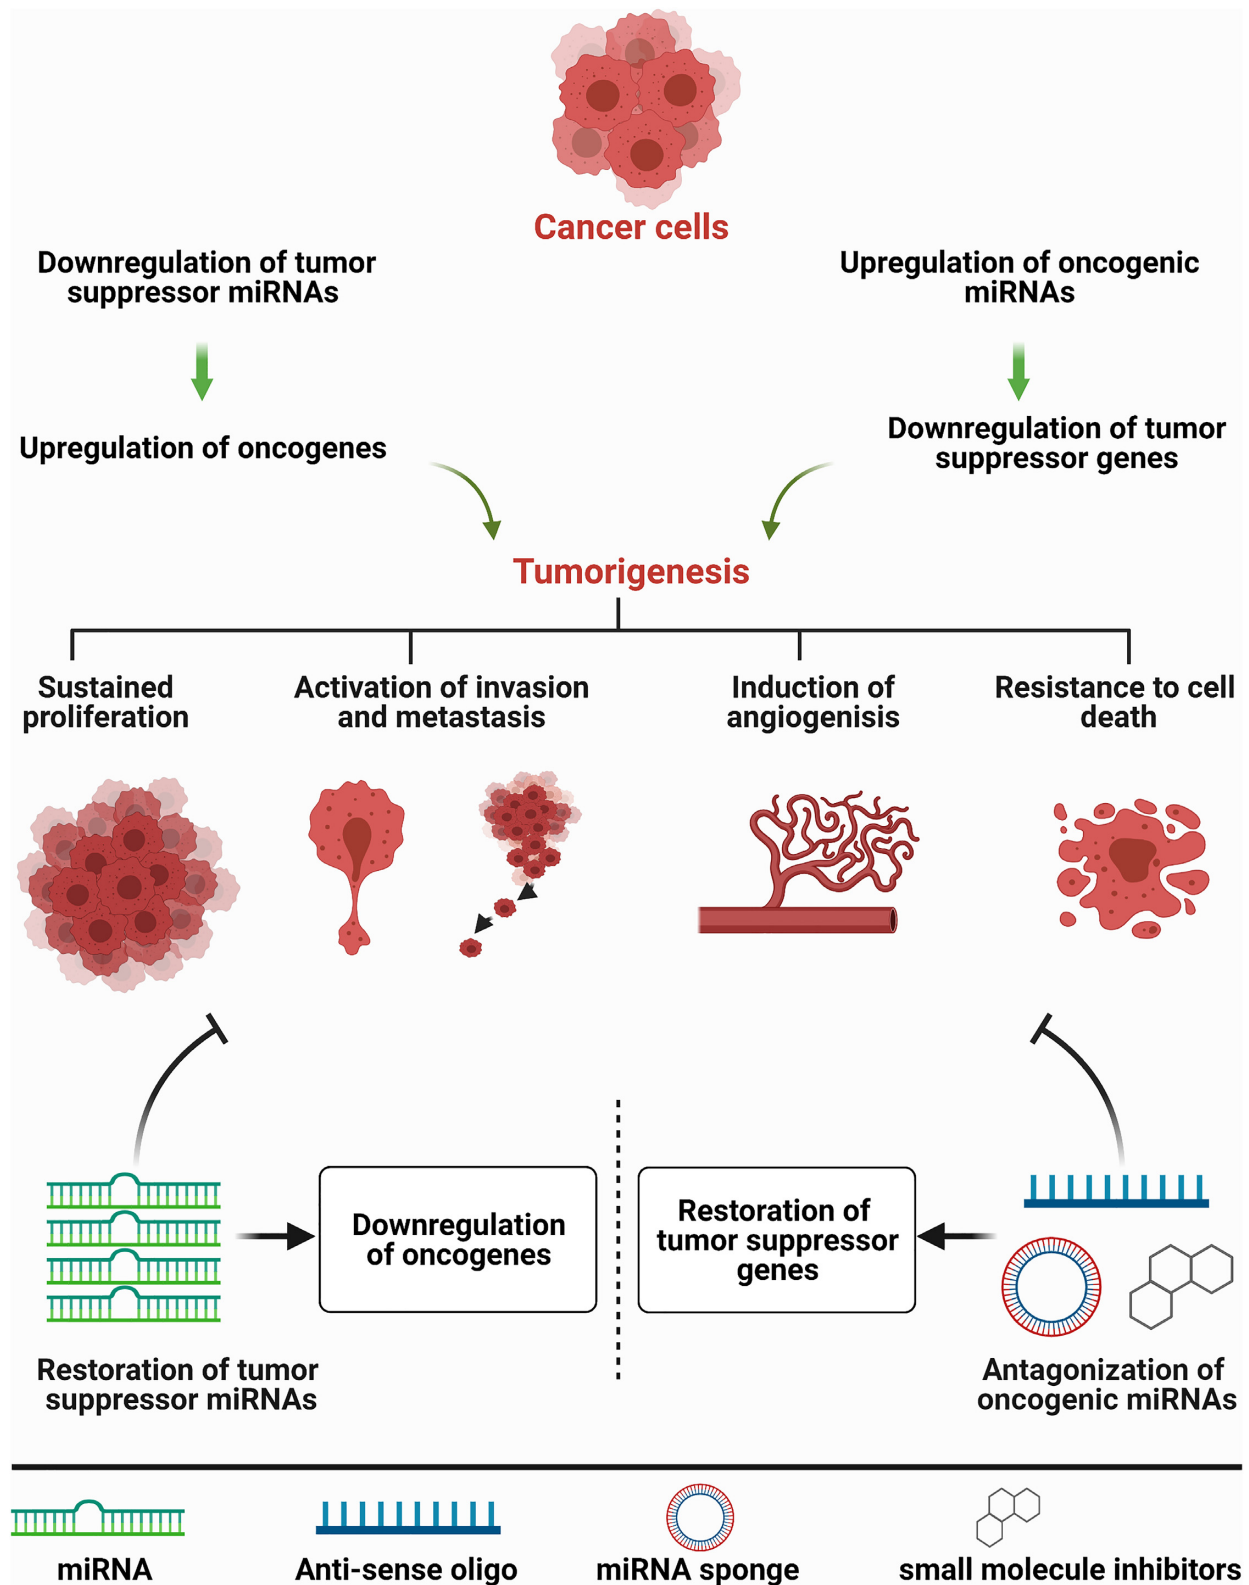 Cancer cells
Downregulation of tumor
suppressor miRNAs
Upregulation of oncogenic
miRNAs
Upregulation of oncogenes
Downregulation of tumor
suppressor genes
Tumorigenesis
Sustained
proliferation
Activation of invasion
and metastasis
Induction of
angiogenisis
Resistance to cell
death
Downregulation
of oncogenes
Restoration of
tumor suppressor
genes
Restoration of tumor
suppressor miRNAs
Antagonization of
oncogenic miRNAs
miRNA
Anti-sense oligo
miRNA sponge
small molecule inhibitors